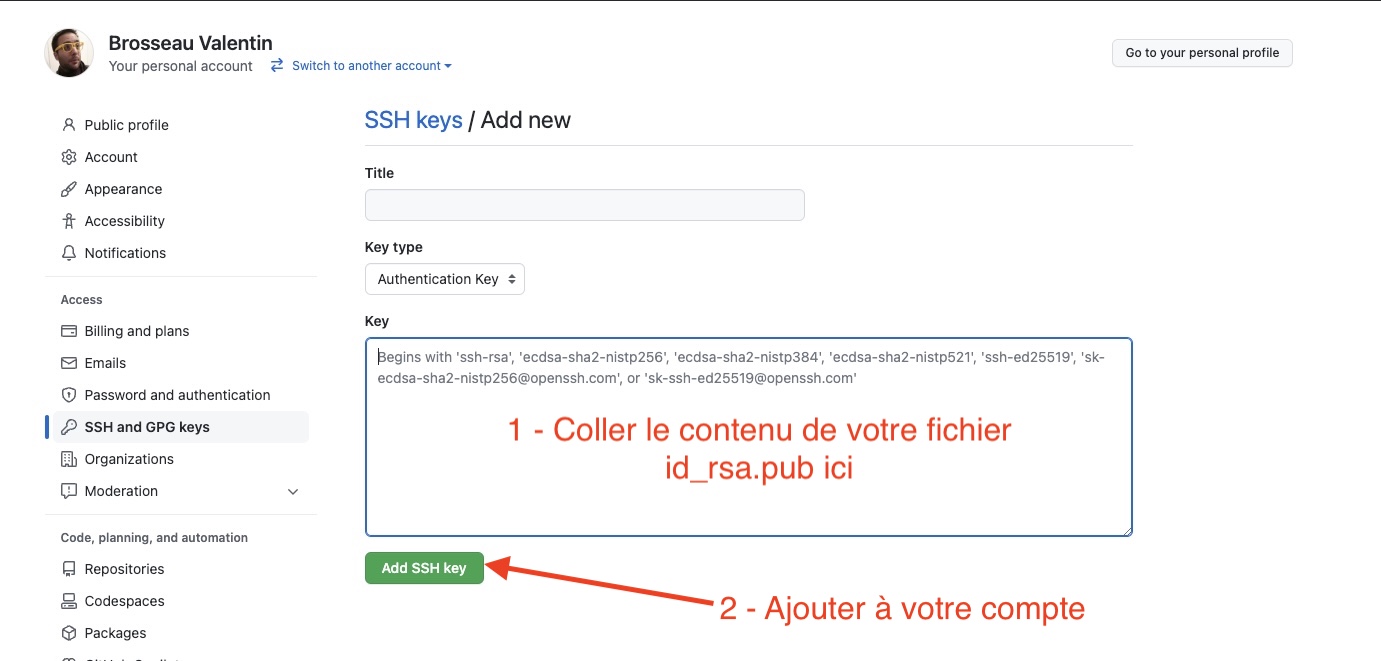 Brosseau Valentin
Your personal account
Switch to another account
Go to your personal profile
Public profile
Account
Appearance
Accessibility
Notifications
Access
Billing and plans
Emails
Password and authentication
SSH and GPG keys
Organizations
Moderation
Code, planning, and automation
Repositories
Codespaces
Packages
SSH keys / Add new
Title
Key type
Authentication Key
Key
Begins with 'ssh-rsa', 'ecdsa-sha2-nistp256', 'ecdsa-sha2-nistp384', 'ecdsa-sha2-nistp521', 'ssh-ed25519', 'sk-
ecdsa-sha2-nistp256@openssh.com', or 'sk-ssh-ed25519@openssh.com'
1 - Coller le contenu de votre fichier
id_rsa.pub ici
Add SSH key
2 - Ajouter à votre compte